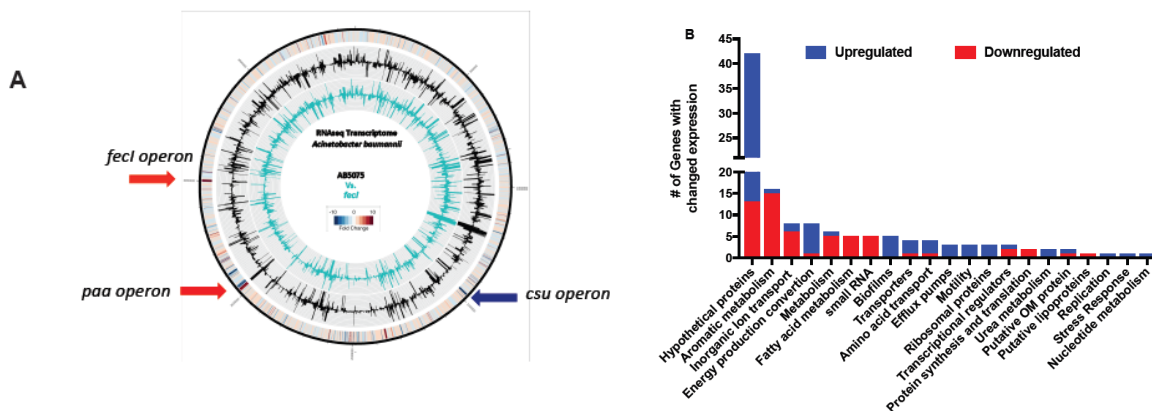 A
RNAseq Transcriptome
Acinetobacter baumannii
AB5075
Vs.
fecI
-10 0 10
Fold Change
fecI operon
paa operon
csu operon
B
Upregulated
Downregulated
# of Genes with
changed expression
45
40
35
30
25
20
15
10
5
0
Hypothetical proteins
Aromatic metabolism
Inorganic Ion transport
Energy production convertion
Metabolism
Fatty acid metabolism
small RNA
Biofilms
Transporters
Amino acid transport
Efflux pumps
Motility
Ribosomal proteins
Transcriptional regulators
Protein synthesis and translation
Urea metabolism
Putative OM protein
Putative lipoproteins
Replication
Stress Response
Nucleotide metabolism